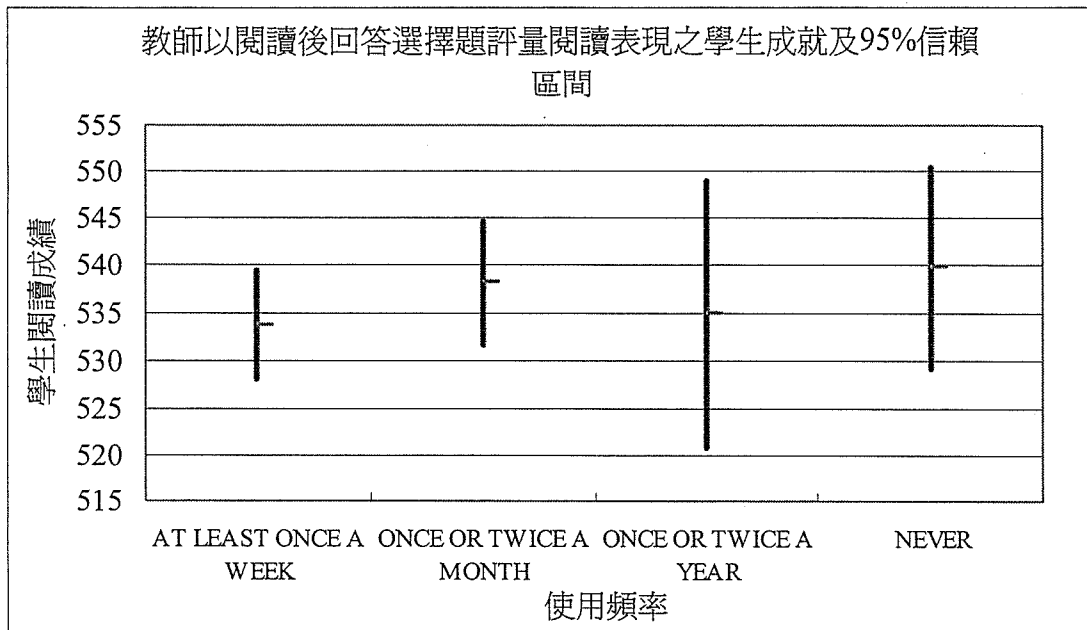 教師以閱讀後回答選擇題評量閱讀表現之學生成就及95%信賴
區間
學生閱讀成績
555
550
545
540
535
530
525
520
515
AT LEAST ONCE A
WEEK
ONCE OR TWICE A
MONTH
ONCE OR TWICE A
YEAR
NEVER
使用頻率